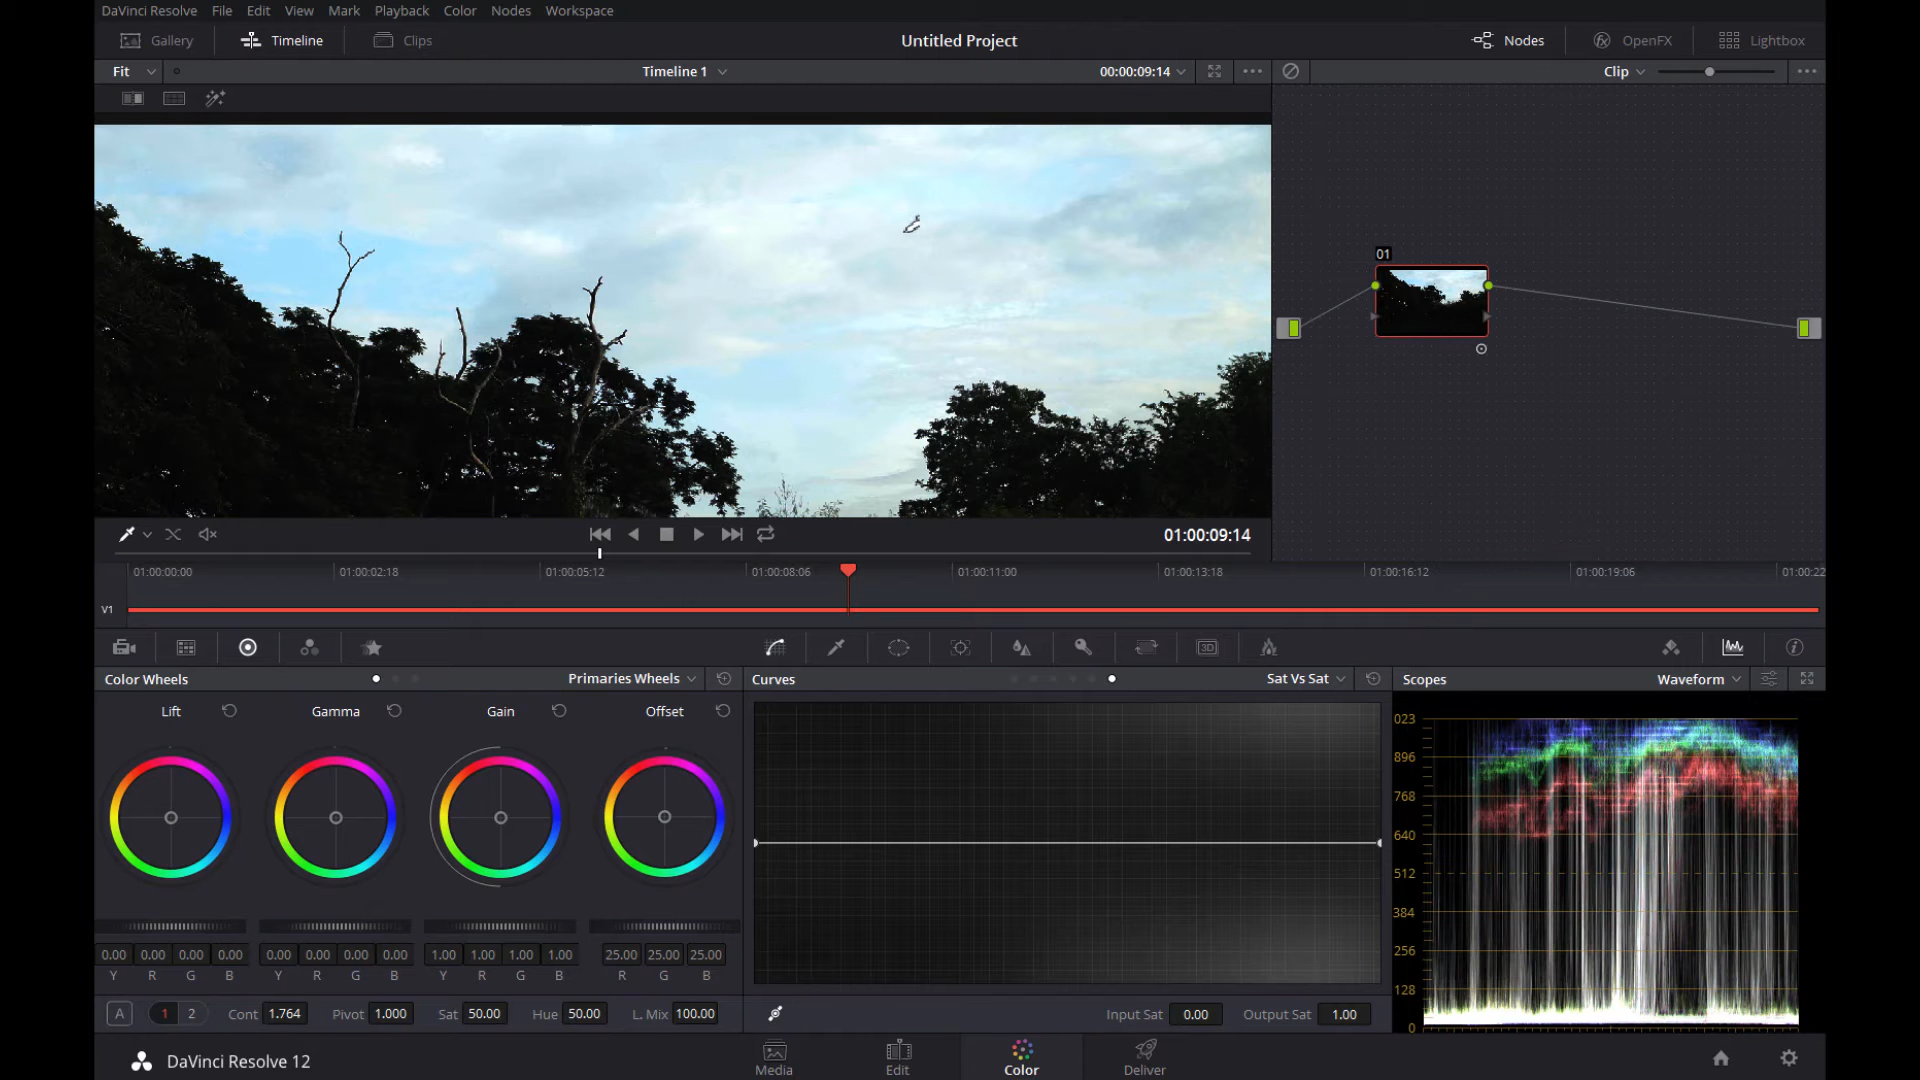 DaVinci Resolve File Edit View Mark Playback Color Nodes Workspace
Gallery Timeline Clips Untitled Project Nodes OpenFX Lightbox
Fit Timeline 1 00:00:09:14 Clip
01
01:00:09:14
01:00:00:00 01:00:02:18 01:00:05:12 01:00:08:06 01:00:11:00 01:00:13:18 01:00:16:12 01:00:19:06 01:00:22
V1
3D
Color Wheels Primaries Wheels Curves Sat Vs Sat Scopes Waveform
Lift Gamma Gain Offset
023
896
768
640
512
384
256
128
0
0.00 0.00 0.00 0.00 0.00 0.00 0.00 0.00 1.00 1.00 1.00 1.00 25.00 25.00 25.00
Y R G B Y R G B Y R G B R G B
A 1 2 Cont 1.764 Pivot 1.000 Sat 50.00 Hue 50.00 L. Mix 100.00 Input Sat 0.00 Output Sat 1.00
DaVinci Resolve 12 Media Edit Color Deliver